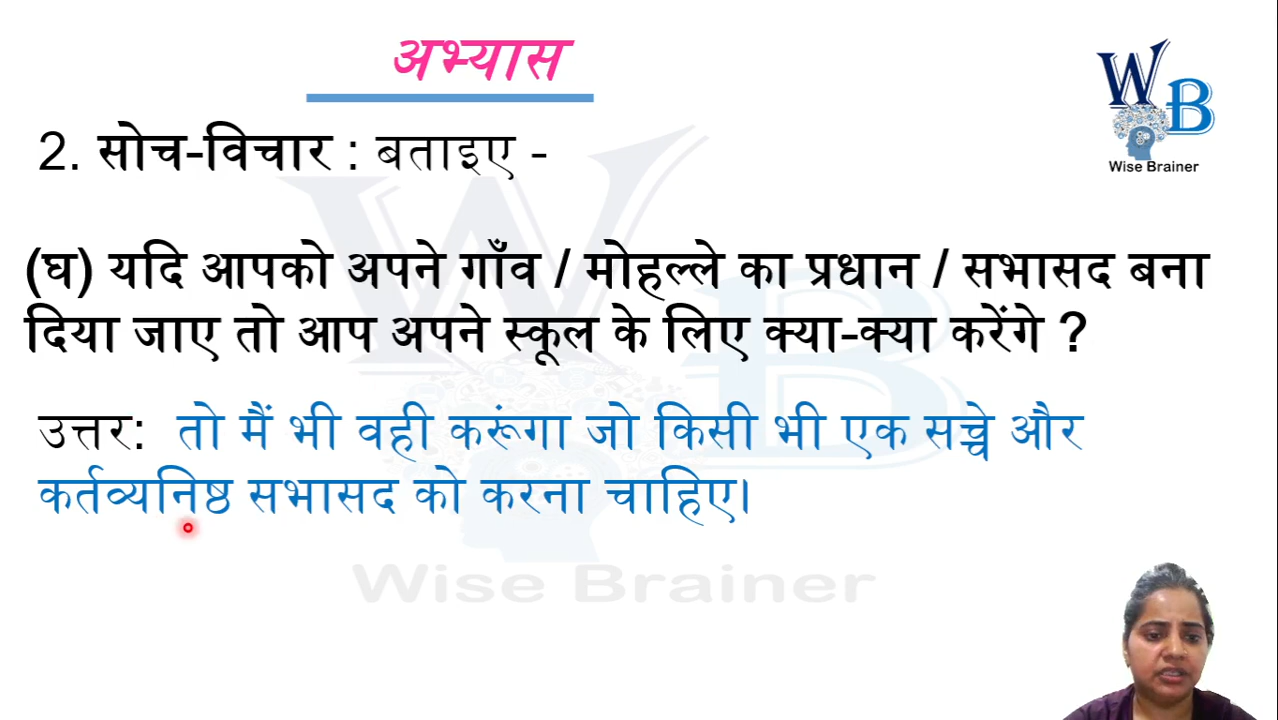 अभ्यास
W B
Wise Brainer
2. सोच-विचार : बताइए -
(घ) यदि आपको अपने गाँव / मोहल्ले का प्रधान / सभासद बना
दिया जाए तो आप अपने स्कूल के लिए क्या-क्या करेंगे ?
उत्तर: तो मैं भी वही करूंगा जो किसी भी एक सच्चे और
कर्तव्यनिष्ठ सभासद को करना चाहिए।
Wise Brainer